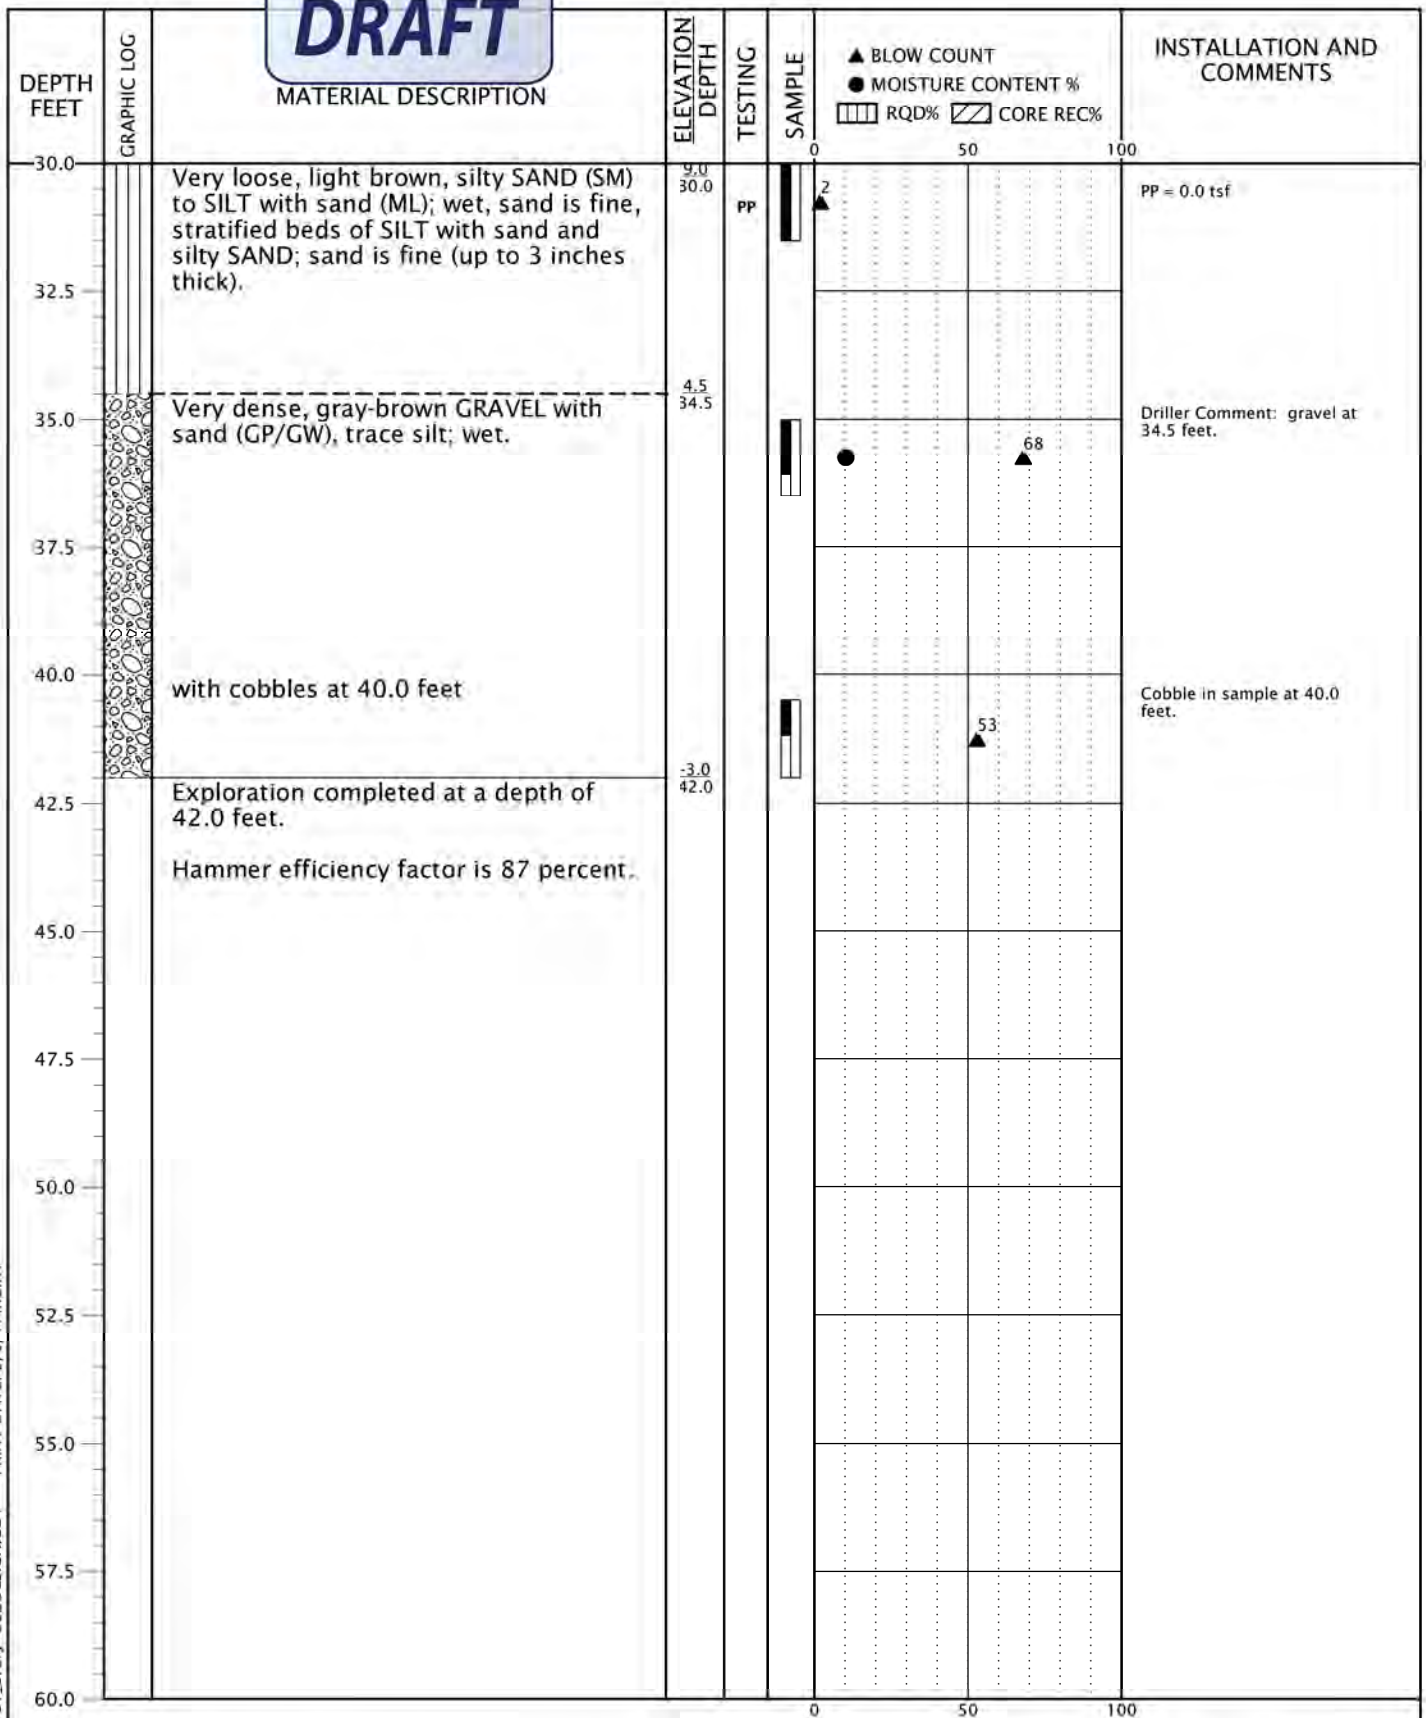 DRAFT
DEPTH
FEET
GRAPHIC LOG
MATERIAL DESCRIPTION
ELEVATION
DEPTH
TESTING
SAMPLE
▲ BLOW COUNT
● MOISTURE CONTENT %
RQD% CORE REC%
INSTALLATION AND
COMMENTS
0 50 100
30.0
Very loose, light brown, silty SAND (SM)
to SILT with sand (ML); wet, sand is fine,
stratified beds of SILT with sand and
silty SAND; sand is fine (up to 3 inches
thick).
9.0
30.0
PP
2
PP = 0.0 tsf
32.5
4.5
34.5
35.0
Very dense, gray-brown GRAVEL with
sand (GP/GW), trace silt; wet.
68
Driller Comment: gravel at
34.5 feet.
37.5
40.0
with cobbles at 40.0 feet
53
Cobble in sample at 40.0
feet.
-3.0
42.0
42.5
Exploration completed at a depth of
42.0 feet.
Hammer efficiency factor is 87 percent.
45.0
47.5
50.0
52.5
55.0
57.5
60.0
0 50 100